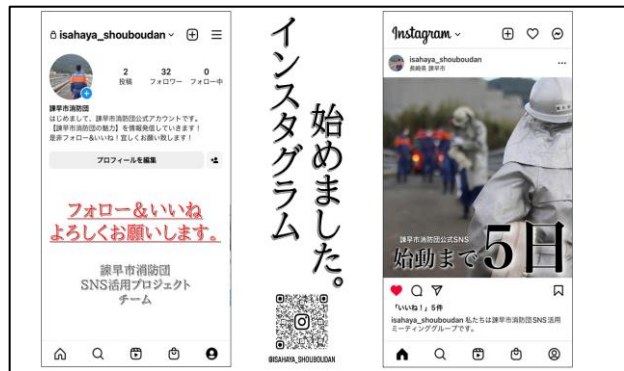 isahaya_shouboudan
2
投稿
32
フォロワー
0
フォロー中
諫早市消防団
はじめまして、諫早市消防団公式アカウントです。
【諫早市消防団の魅力】を情報発信していきます！
是非フォロー&いいね！宜しくお願い致します！
プロフィールを編集
フォロー&いいね
よろしくお願いします。
諫早市消防団
SNS活用プロジェクト
チーム
インスタグラム
始めました。
@ISAHAYA_SHOUBOUDAN
Instagram
isahaya_shouboudan
長崎県 諫早市
諫早市消防団公式SNS
始動まで5日
「いいね！」5件
isahaya_shouboudan 私たちは諫早市消防団SNS活用
ミーティンググループです。